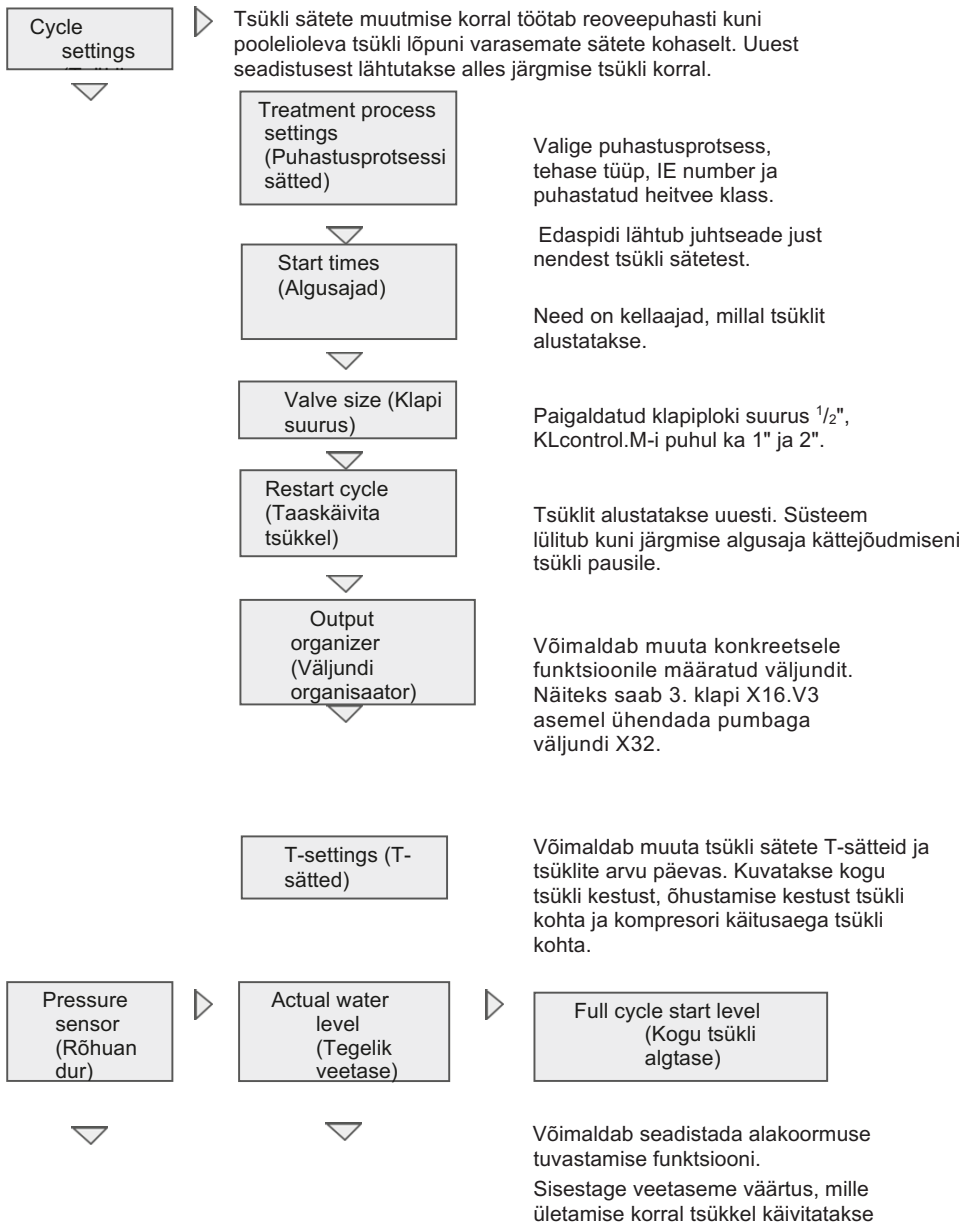 Cycle
settings
Tsükli sätete muutmise korral töötab reoveepuhasti kuni
poolelioleva tsükli lõpuni varasemate sätete kohaselt. Uuest
seadistusest lähtutakse alles järgmise tsükli korral.
Treatment process
settings
(Puhastusprotsessi
sätted)
Valige puhastusprotsess,
tehase tüüp, IE number ja
puhastatud heitvee klass.
Edaspidi lähtub juhtseade just
nendest tsükli sätetest.
Start times
(Algusajad)
Need on kellaajad, millal tsüklit
alustatakse.
Valve size (Klapi
suurus)
Paigaldatud klapiploki suurus 1/2",
KLcontrol.M-i puhul ka 1" ja 2".
Restart cycle
(Taaskäivita
tsükkel)
Tsüklit alustatakse uuesti. Süsteem
lülitub kuni järgmise algusaja kättejõudmiseni
tsükli pausile.
Output
organizer
(Väljundi
organisaator)
Võimaldab muuta konkreetsele
funktsioonile määratud väljundit.
Näiteks saab 3. klapi X16.V3
asemel ühendada pumbaga
väljundi X32.
T-settings (T-
sätted)
Võimaldab muuta tsükli sätete T-sätteid ja
tsüklite arvu päevas. Kuvatakse kogu
tsükli kestust, õhustamise kestust tsükli
kohta ja kompresori käitusaega tsükli
kohta.
Pressure
sensor
(Rõhuan
dur)
Actual water
level
(Tegelik
veetase)
Full cycle start level
(Kogu tsükli
algtase)
Võimaldab seadistada alakoormuse
tuvastamise funktsiooni.
Sisestage veetaseme väärtus, mille
ületamise korral tsükkel käivitatakse